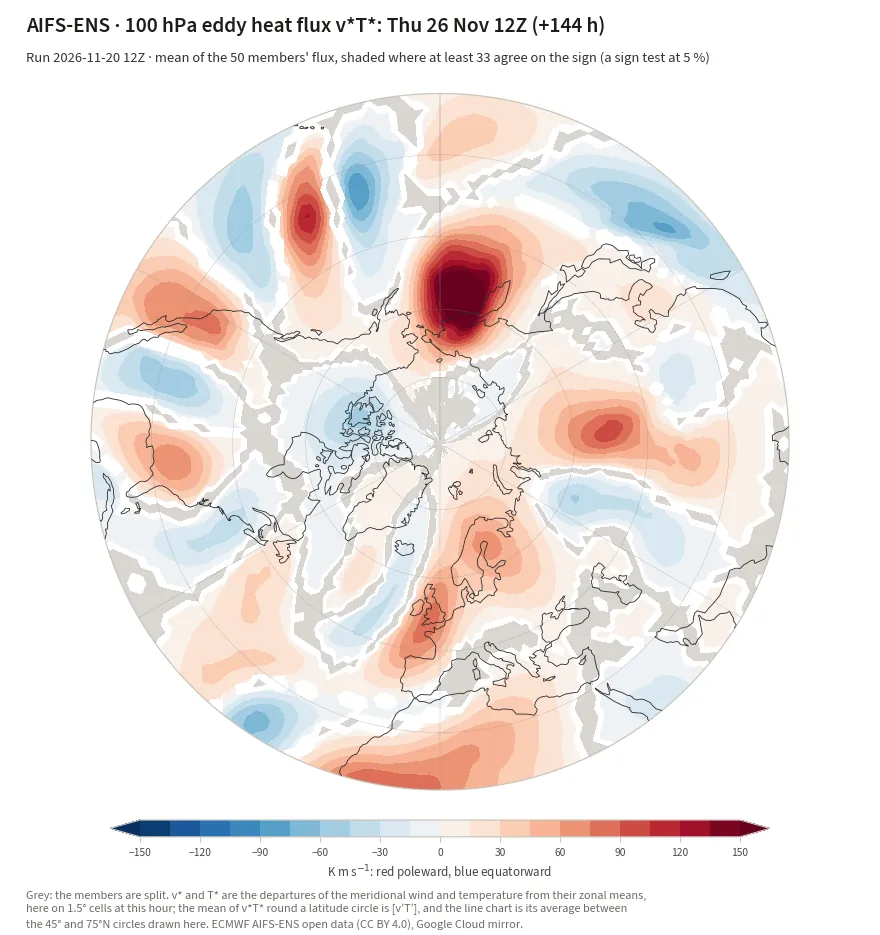 AIFS-ENS · 100 hPa eddy heat flux v*T*: Thu 26 Nov 12Z (+144 h)
Run 2026-11-20 12Z · mean of the 50 members' flux, shaded where at least 33 agree on the sign (a sign test at 5 %)
−150 −120 −90 −60 −30 0 30 60 90 120 150
K m s⁻¹: red poleward, blue equatorward
Grey: the members are split. v* and T* are the departures of the meridional wind and temperature from their zonal means,
here on 1.5° cells at this hour; the mean of v*T* round a latitude circle is [v'T'], and the line chart is its average between
the 45° and 75°N circles drawn here. ECMWF AIFS-ENS open data (CC BY 4.0), Google Cloud mirror.